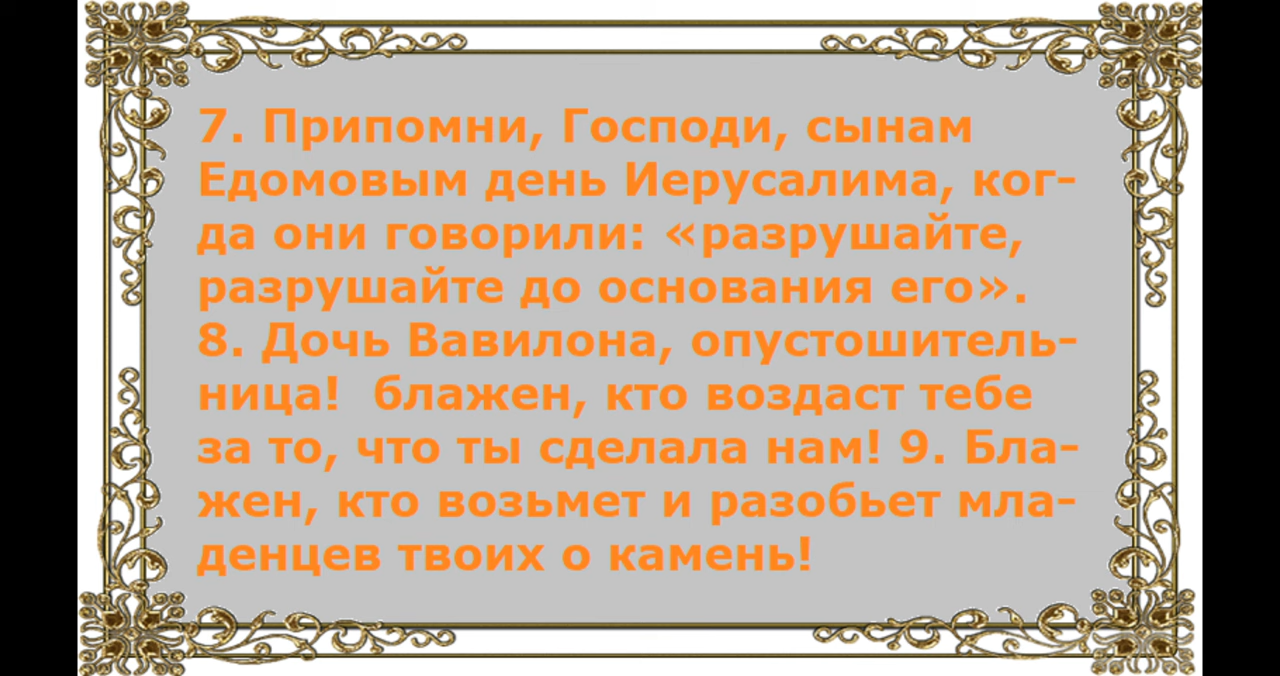 7. Припомни, Господи, сынам
Едомовым день Иерусалима, ког-
да они говорили: «разрушайте,
разрушайте до основания его».
8. Дочь Вавилона, опустошитель-
ница!  блажен, кто воздаст тебе
за то, что ты сделала нам! 9. Бла-
жен, кто возьмет и разобьет мла-
денцев твоих о камень!